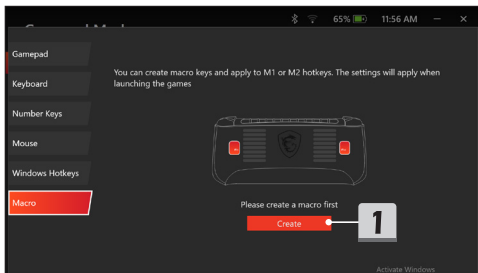 65% 11:56 AM
Gamepad
You can create macro keys and apply to M1 or M2 hotkeys. The settings will apply when
launching the games
Keyboard
Number Keys
Mouse
Windows Hotkeys
Macro
Please create a macro first
Create
1
Activate Windows